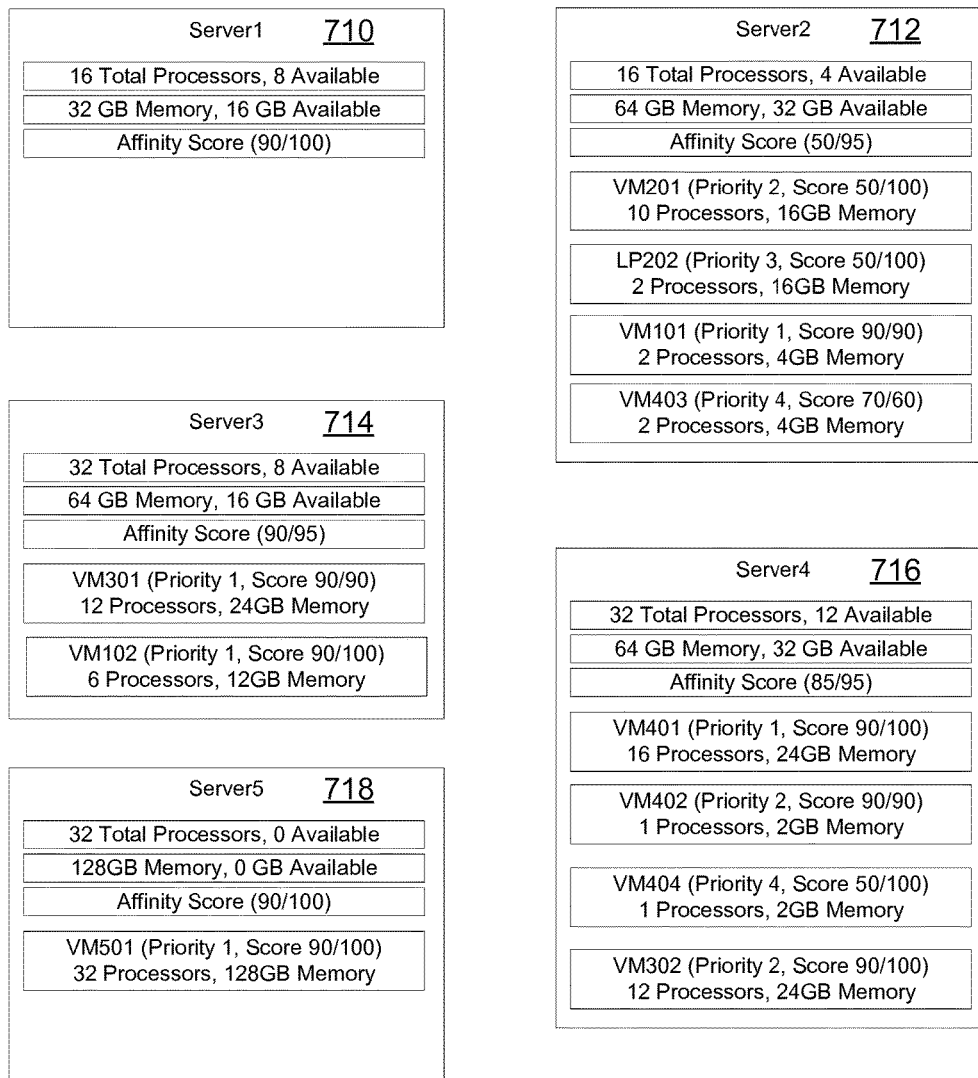 Server1 710
16 Total Processors, 8 Available
32 GB Memory, 16 GB Available
Affinity Score (90/100)
Server2 712
16 Total Processors, 4 Available
64 GB Memory, 32 GB Available
Affinity Score (50/95)
VM201 (Priority 2, Score 50/100)
10 Processors, 16GB Memory
LP202 (Priority 3, Score 50/100)
2 Processors, 16GB Memory
VM101 (Priority 1, Score 90/90)
2 Processors, 4GB Memory
VM403 (Priority 4, Score 70/60)
2 Processors, 4GB Memory
Server3 714
32 Total Processors, 8 Available
64 GB Memory, 16 GB Available
Affinity Score (90/95)
VM301 (Priority 1, Score 90/90)
12 Processors, 24GB Memory
VM102 (Priority 1, Score 90/100)
6 Processors, 12GB Memory
Server4 716
32 Total Processors, 12 Available
64 GB Memory, 32 GB Available
Affinity Score (85/95)
VM401 (Priority 1, Score 90/100)
16 Processors, 24GB Memory
VM402 (Priority 2, Score 90/90)
1 Processors, 2GB Memory
VM404 (Priority 4, Score 50/100)
1 Processors, 2GB Memory
VM302 (Priority 2, Score 90/100)
12 Processors, 24GB Memory
Server5 718
32 Total Processors, 0 Available
128GB Memory, 0 GB Available
Affinity Score (90/100)
VM501 (Priority 1, Score 90/100)
32 Processors, 128GB Memory